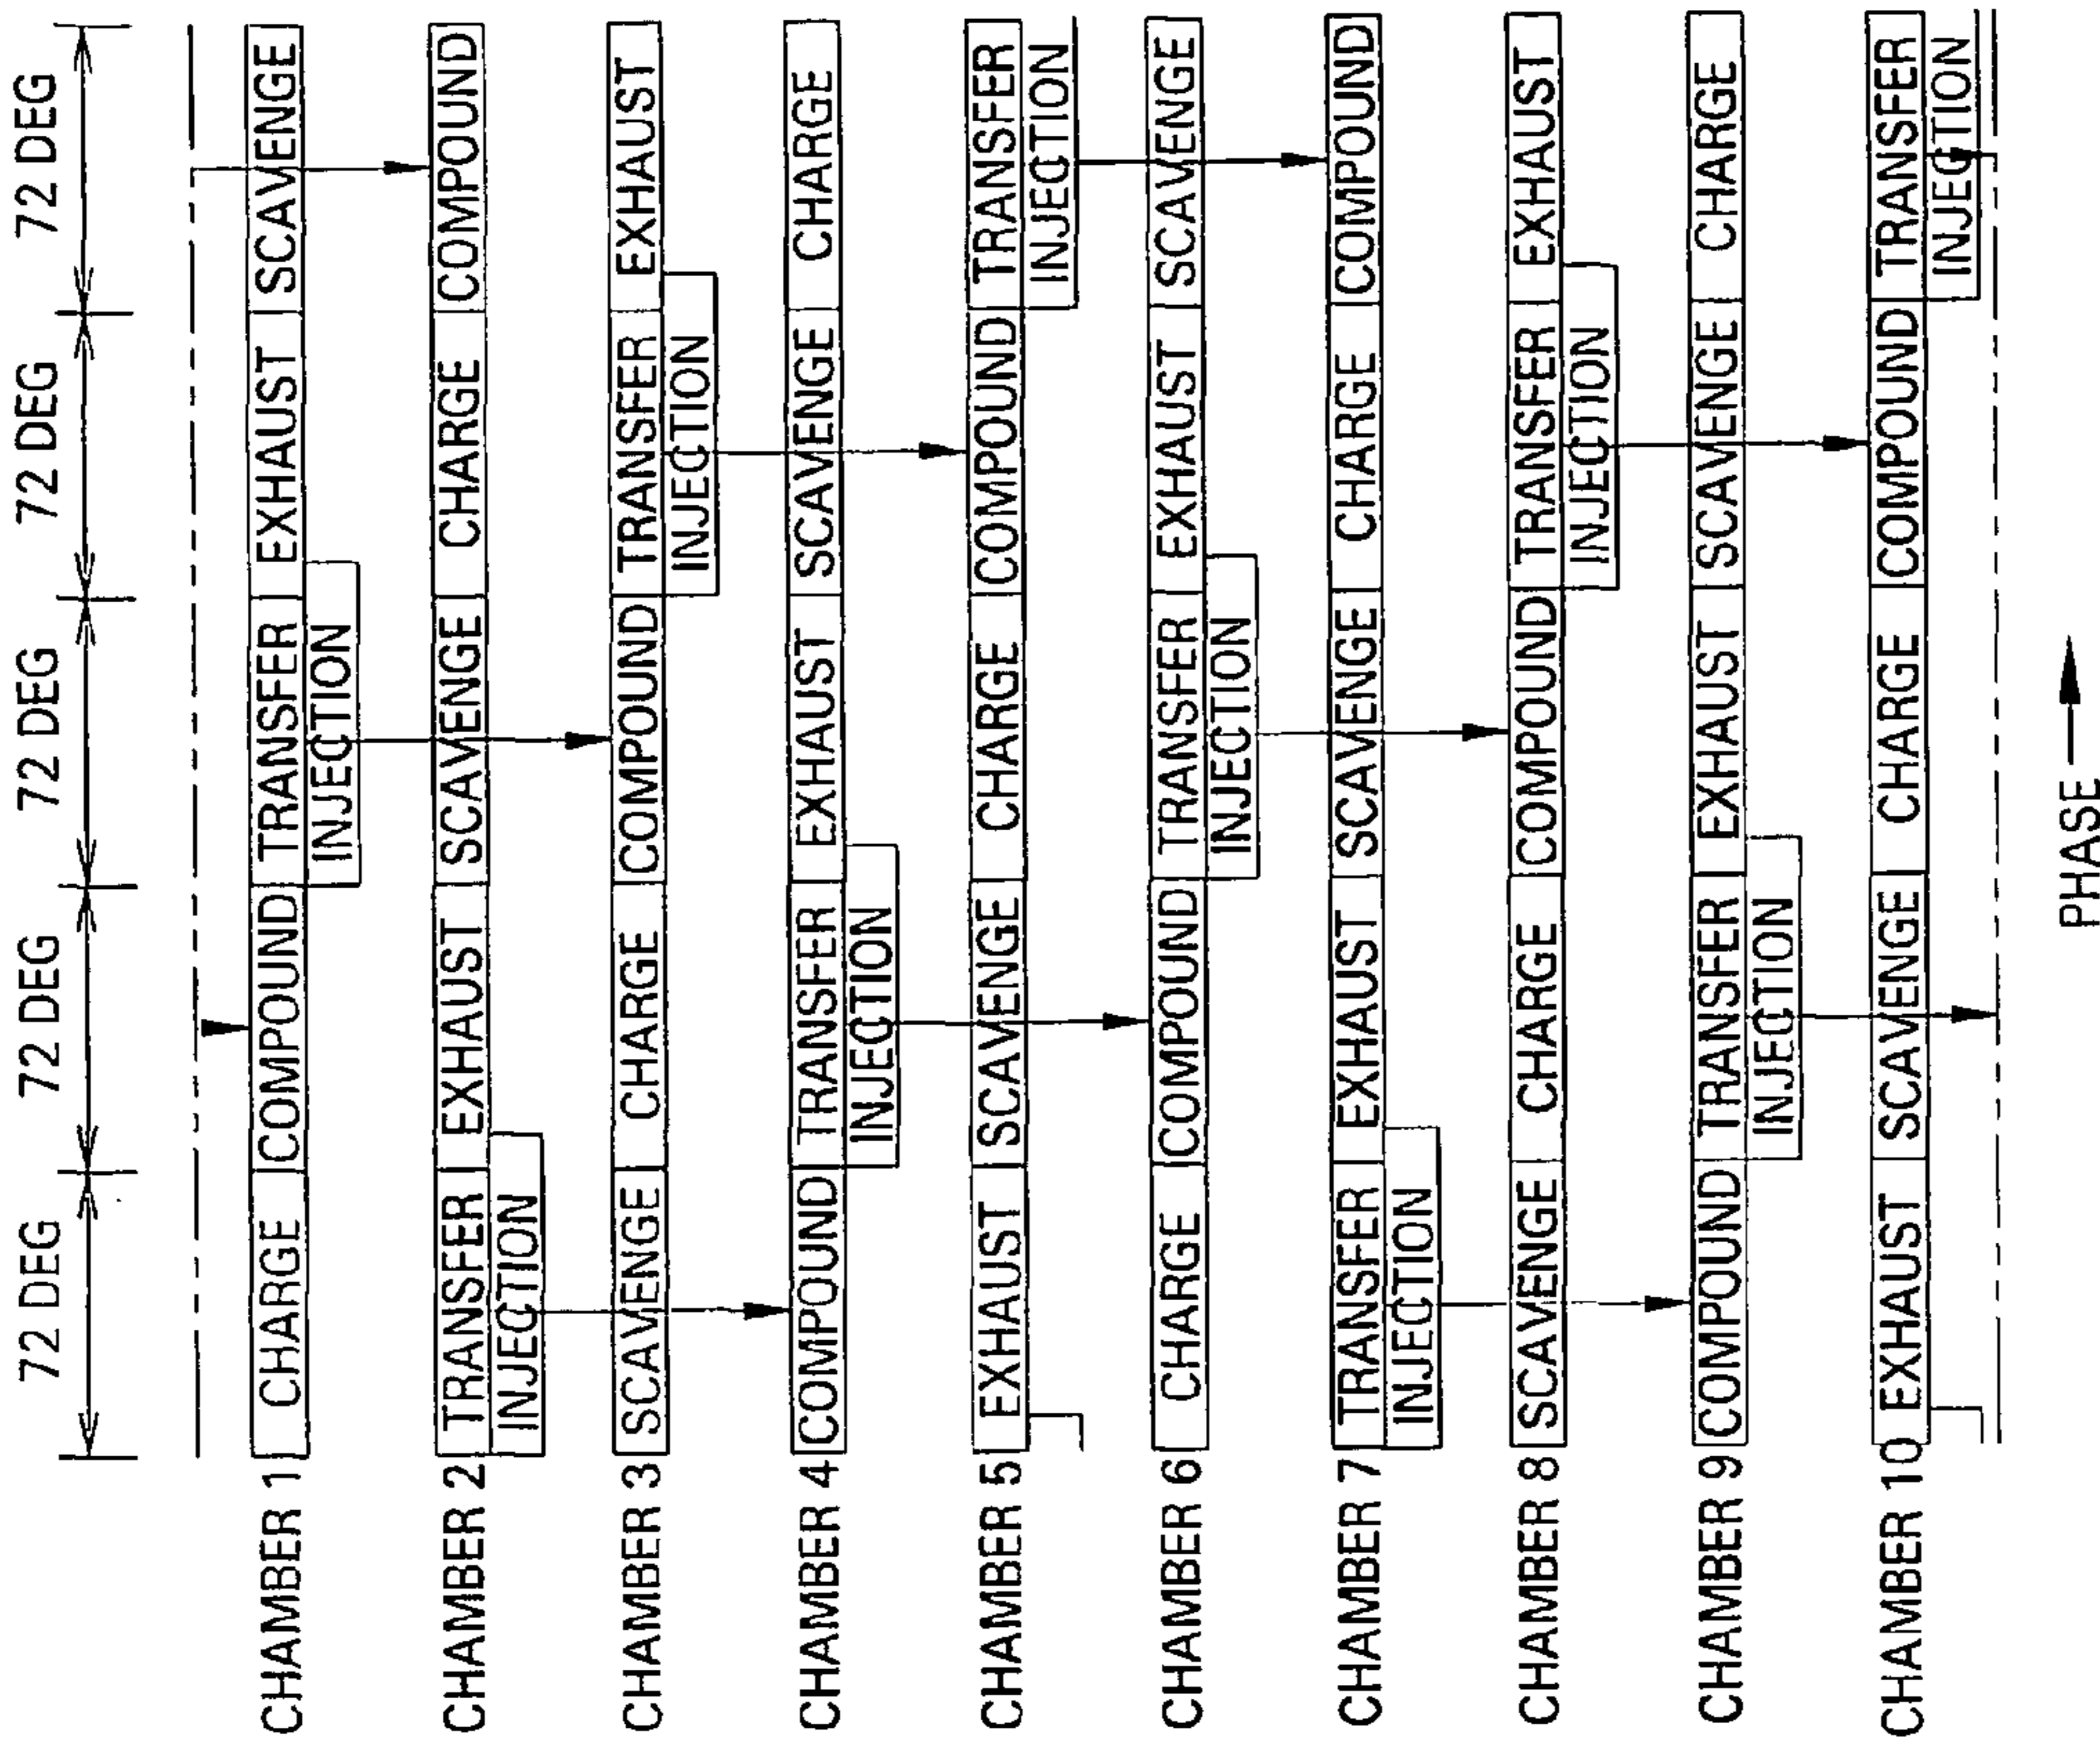 72 DEG 72 DEG 72 DEG 72 DEG 72 DEG
CHAMBER 1 CHARGE COMPOUND TRANSFER EXHAUST SCAVENGE
INJECTION
CHAMBER 2 TRANSFER EXHAUST SCAVENGE CHARGE COMPOUND
INJECTION
CHAMBER 3 SCAVENGE CHARGE COMPOUND TRANSFER EXHAUST
INJECTION
CHAMBER 4 COMPOUND TRANSFER EXHAUST SCAVENGE CHARGE
INJECTION
CHAMBER 5 EXHAUST SCAVENGE CHARGE COMPOUND TRANSFER
INJECTION
CHAMBER 6 CHARGE COMPOUND TRANSFER EXHAUST SCAVENGE
INJECTION
CHAMBER 7 TRANSFER EXHAUST SCAVENGE CHARGE COMPOUND
INJECTION
CHAMBER 8 SCAVENGE CHARGE COMPOUND TRANSFER EXHAUST
INJECTION
CHAMBER 9 COMPOUND TRANSFER EXHAUST SCAVENGE CHARGE
INJECTION
CHAMBER 10 EXHAUST SCAVENGE CHARGE COMPOUND TRANSFER
INJECTION
PHASE